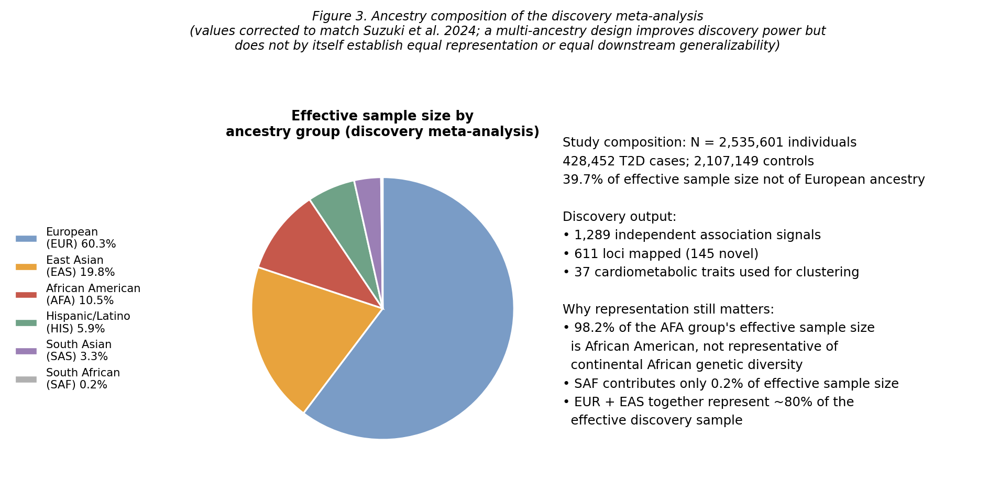 Figure 3. Ancestry composition of the discovery meta-analysis
(values corrected to match Suzuki et al. 2024; a multi-ancestry design improves discovery power but
does not by itself establish equal representation or equal downstream generalizability)
Effective sample size by
ancestry group (discovery meta-analysis)
European
(EUR) 60.3%
East Asian
(EAS) 19.8%
African American
(AFA) 10.5%
Hispanic/Latino
(HIS) 5.9%
South Asian
(SAS) 3.3%
South African
(SAF) 0.2%
Study composition: N = 2,535,601 individuals
428,452 T2D cases; 2,107,149 controls
39.7% of effective sample size not of European ancestry
Discovery output:
• 1,289 independent association signals
• 611 loci mapped (145 novel)
• 37 cardiometabolic traits used for clustering
Why representation still matters:
• 98.2% of the AFA group's effective sample size
is African American, not representative of
continental African genetic diversity
• SAF contributes only 0.2% of effective sample size
• EUR + EAS together represent ~80% of the
effective discovery sample